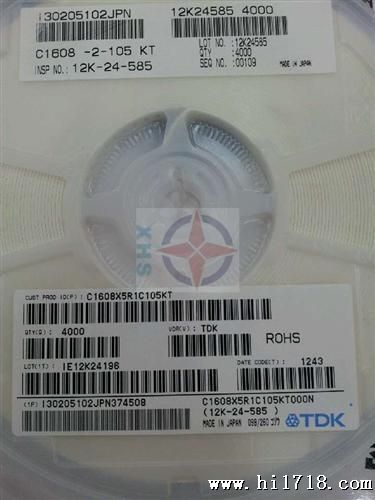 I30205102JPN 12K24585 4000
C1608 -2-105 KT
INSP NO.: 12K-24-585
LOT NO. :12K24585
QTY :4000
SEQ NO. :00109
MADE IN JAPAN
XHS
CUST PROD ID(P): C1608X5R1C105KT
QTY(Q): 4000
VDR(V): TDK
ROHS
LOT(1T): IE12K24196
DATE CODE(T): 1243
(1P) I30205102JPN374508
C1608X5R1C105KT000N
(12K-24-585 )
MADE IN JAPAN 099/260
TDK
www.hi1718.com